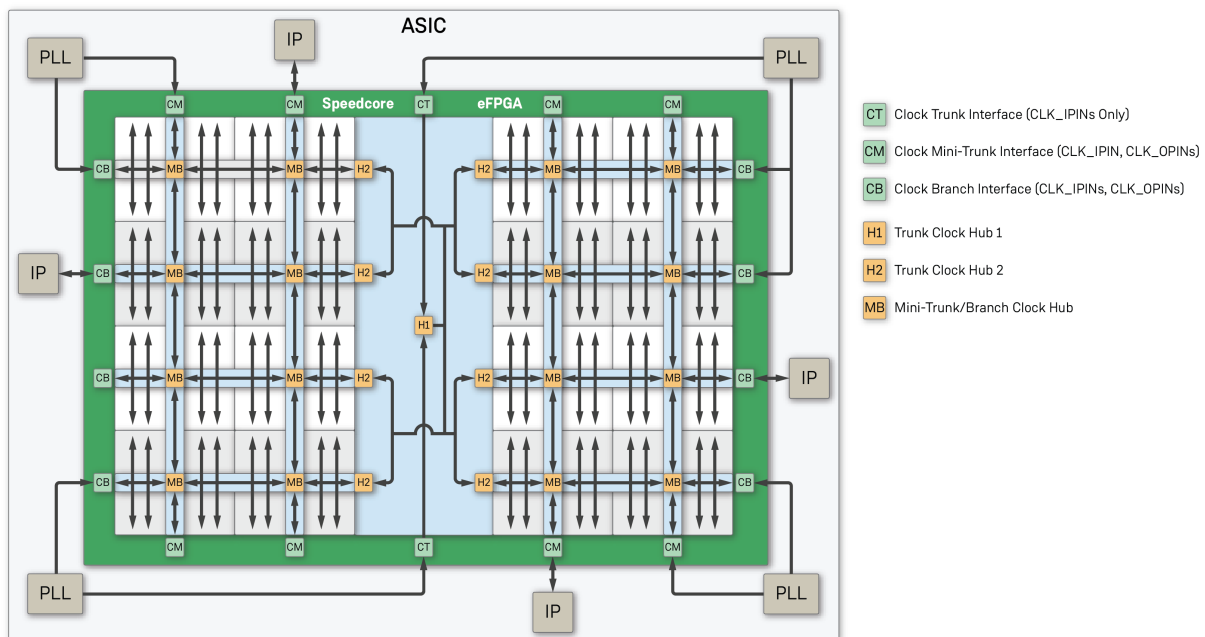 ASIC
PLL
IP
PLL
Speedcore eFPGA
CM CM CT CM CM
CB MB MB H2 H2 MB MB CB
IP CB MB MB H2 H2 MB MB CB
H1
CB MB MB H2 H2 MB MB CB IP
CB MB MB H2 H2 MB MB CB
CM CM CT CM CM
PLL
IP
PLL
CT Clock Trunk Interface (CLK_IPINs Only)
CM Clock Mini-Trunk Interface (CLK_IPIN, CLK_OPINs)
CB Clock Branch Interface (CLK_IPINs, CLK_OPINS)
H1 Trunk Clock Hub 1
H2 Trunk Clock Hub 2
MB Mini-Trunk/Branch Clock Hub